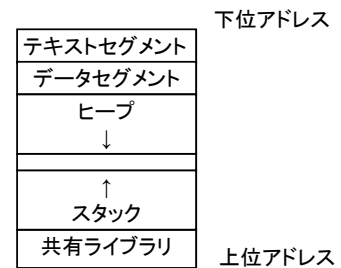 下位アドレス
テキストセグメント
データセグメント
ヒープ
↓
↑
スタック
共有ライブラリ
上位アドレス